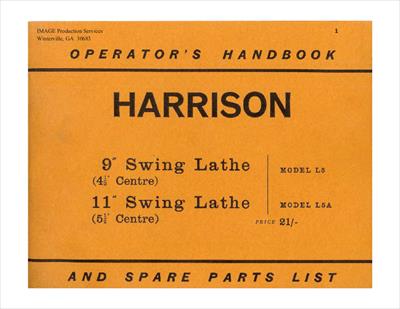 IMAGE Production Services 1
Winterville, GA 30683
OPERATOR'S HANDBOOK
HARRISON
9" Swing Lathe
(4½" Centre)
MODEL L5
11" Swing Lathe
(5½" Centre)
MODEL L5A
PRICE 21/-
AND SPARE PARTS LIST